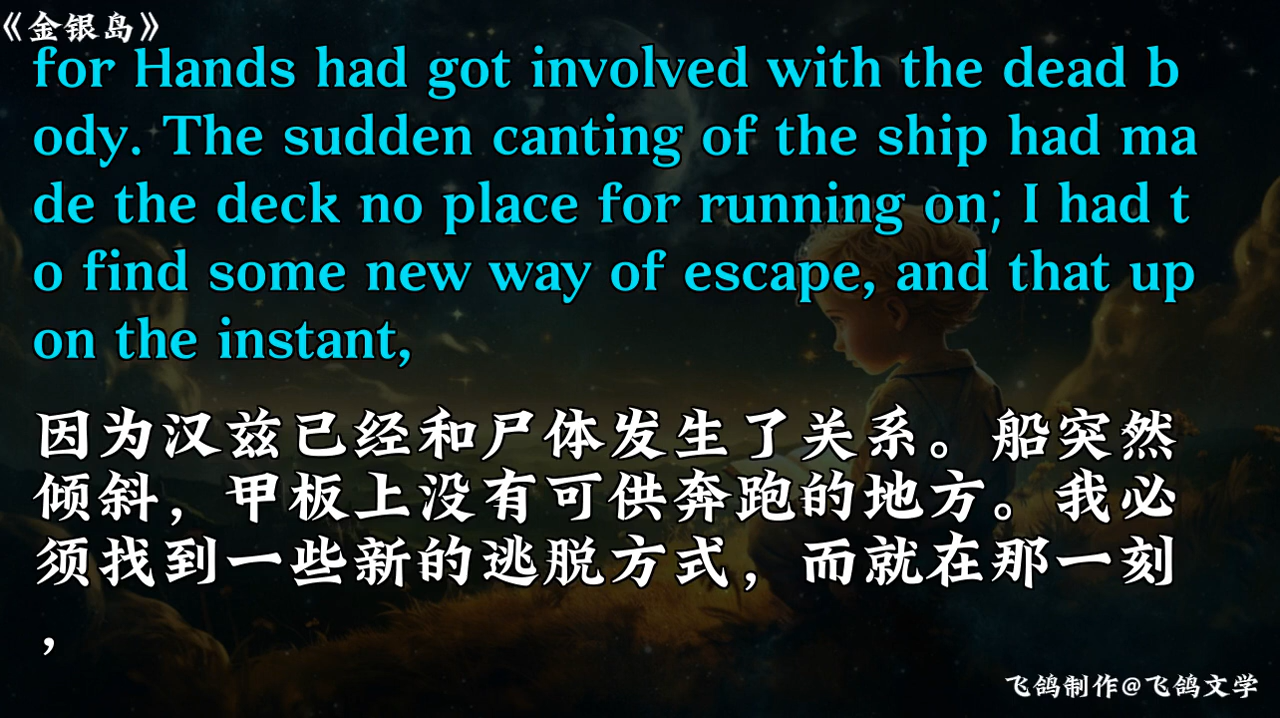 《金银岛》
for Hands had got involved with the dead b
ody. The sudden canting of the ship had ma
de the deck no place for running on; I had t
o find some new way of escape, and that up
on the instant,
因为汉兹已经和尸体发生了关系。船突然
倾斜，甲板上没有可供奔跑的地方。我必
须找到一些新的逃脱方式，而就在那一刻
，
飞鸽制作@飞鸽文学